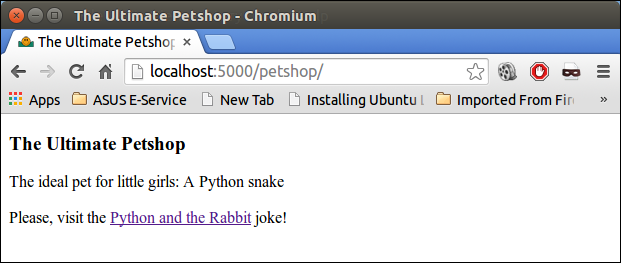 The Ultimate Petshop - Chromium
The Ultimate Petshop
localhost:5000/petshop/
Apps ASUS E-Service New Tab Installing Ubuntu Imported From Fire »
The Ultimate Petshop
The ideal pet for little girls: A Python snake
Please, visit the Python and the Rabbit joke!